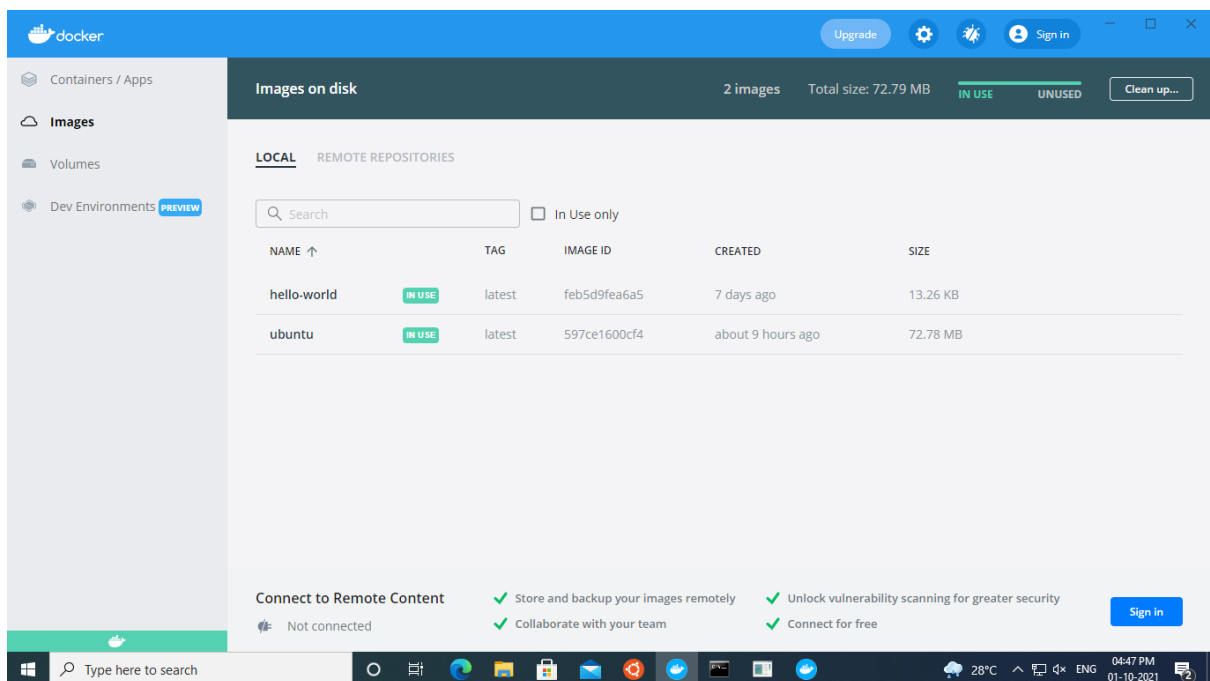 docker
Upgrade
Sign in
Containers / Apps
Images
Volumes
Dev Environments PREVIEW
Images on disk
2 images Total size: 72.79 MB IN USE UNUSED Clean up...
LOCAL REMOTE REPOSITORIES
Search In Use only
NAME TAG IMAGE ID CREATED SIZE
hello-world IN USE latest feb5d9fea6a5 7 days ago 13.26 KB
ubuntu IN USE latest 597ce1600cf4 about 9 hours ago 72.78 MB
Connect to Remote Content
Not connected
Store and backup your images remotely
Collaborate with your team
Unlock vulnerability scanning for greater security
Connect for free
Sign in
Type here to search
28°C ENG 04:47 PM
01-10-2021
2